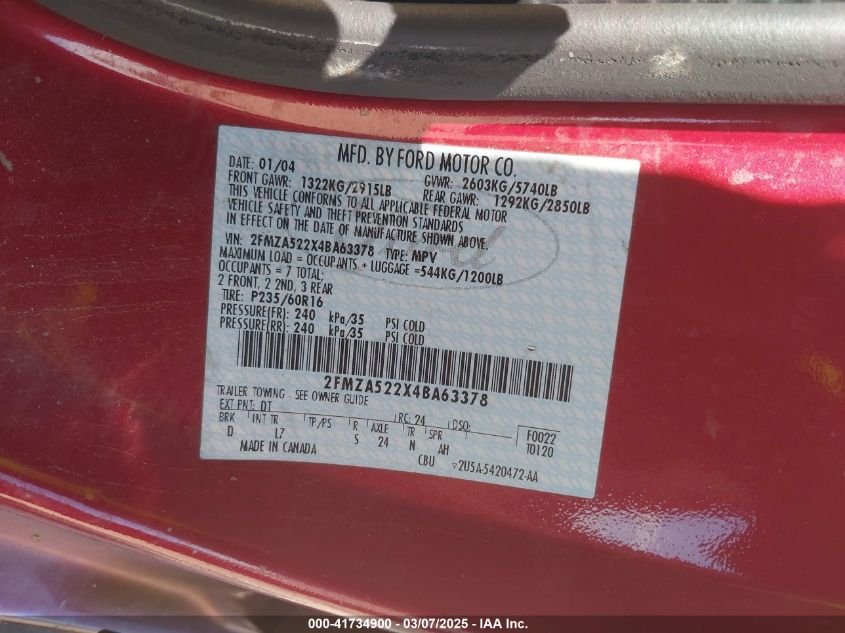 MFD. BY FORD MOTOR CO.
DATE: 01/04 GVWR: 2603KG/5740LB
FRONT GAWR: 1322KG/2915LB REAR GAWR: 1292KG/2850LB
THIS VEHICLE CONFORMS TO ALL APPLICABLE FEDERAL MOTOR
VEHICLE SAFETY AND THEFT PREVENTION STANDARDS
IN EFFECT ON THE DATE OF MANUFACTURE SHOWN ABOVE.
VIN: 2FMZA522X4BA63378 TYPE: MPV
MAXIMUM LOAD = OCCUPANTS + LUGGAGE =544KG/1200LB
OCCUPANTS = 7 TOTAL;
2 FRONT, 2 2ND, 3 REAR
TIRE: P235/60R16
PRESSURE(FR): 240 kPa/35 PSI COLD
PRESSURE(RR): 240 kPa/35 PSI COLD
2FMZA522X4BA63378
TRAILER TOWING - SEE OWNER GUIDE
EXT PNT: DT RC: 24 DSO:
BRK INT TR TP/PS R AXLE TR SPR F0022
D L7 S 24 N AH T0120
MADE IN CANADA CBU ▽2U5A-5420472-AA
000-41734900 - 03/07/2025 - IAA Inc.